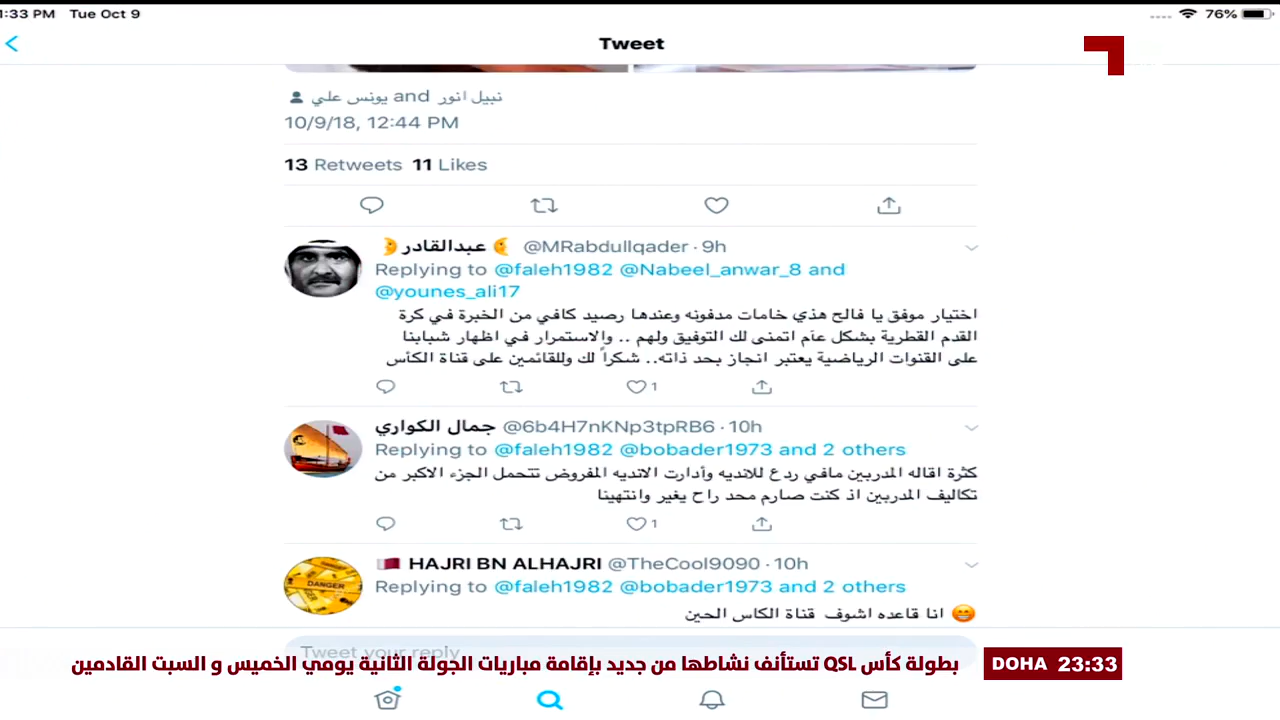 1:33 PM Tue Oct 9
76%
Tweet
نبيل انور and يونس علي
10/9/18, 12:44 PM
13 Retweets 11 Likes
عبدالقادر @MRabdullqader · 9h
Replying to @faleh1982 @Nabeel_anwar_8 and
@younes_ali17
اختيار موفق يا فالح هذي خامات مدفونه وعندها رصيد كافي من الخبرة في كرة
القدم القطرية بشكل عام اتمنى لك التوفيق ولهم .. والاستمرار في اظهار شبابنا
على القنوات الرياضية يعتبر انجاز بحد ذاته.. شكراً لك وللقائمين على قناة الكأس
1
جمال الكواري @6b4H7nKNp3tpRB6 · 10h
Replying to @faleh1982 @bobader1973 and 2 others
كثرة اقاله المدربين مافي ردع للانديه وأدارت الانديه المفروض تتحمل الجزء الاكبر من
تكاليف المدربين اذ كنت صارم محد راح يغير وانتهينا
1
HAJRI BN ALHAJRI @TheCool9090 · 10h
DANGER
Replying to @faleh1982 @bobader1973 and 2 others
انا قاعده اشوف قناة الكاس الحين 😁
Tweet your reply
بطولة كأس QSL تستأنف نشاطها من جديد بإقامة مباريات الجولة الثانية يومي الخميس و السبت القادمين
DOHA 23:33